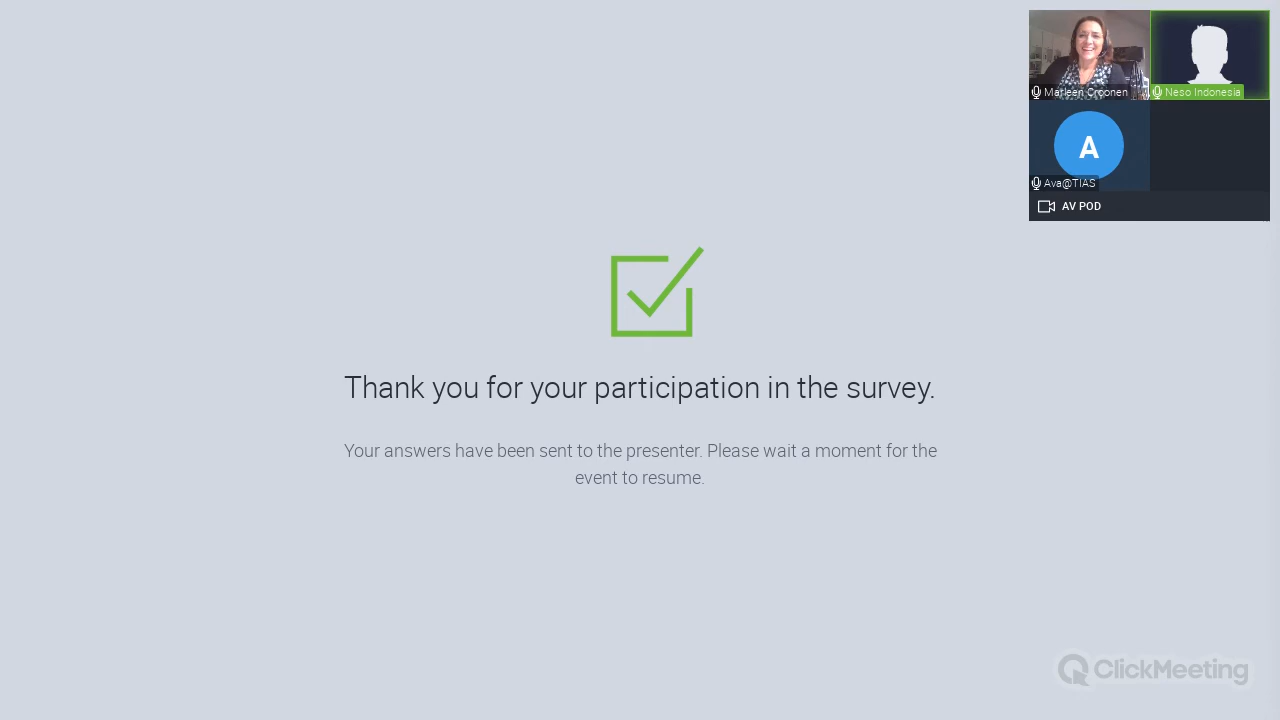 Marleen Croonen
Neso Indonesia
A
Ava@TIAS
AV POD
Thank you for your participation in the survey.
Your answers have been sent to the presenter. Please wait a moment for the
event to resume.
ClickMeeting